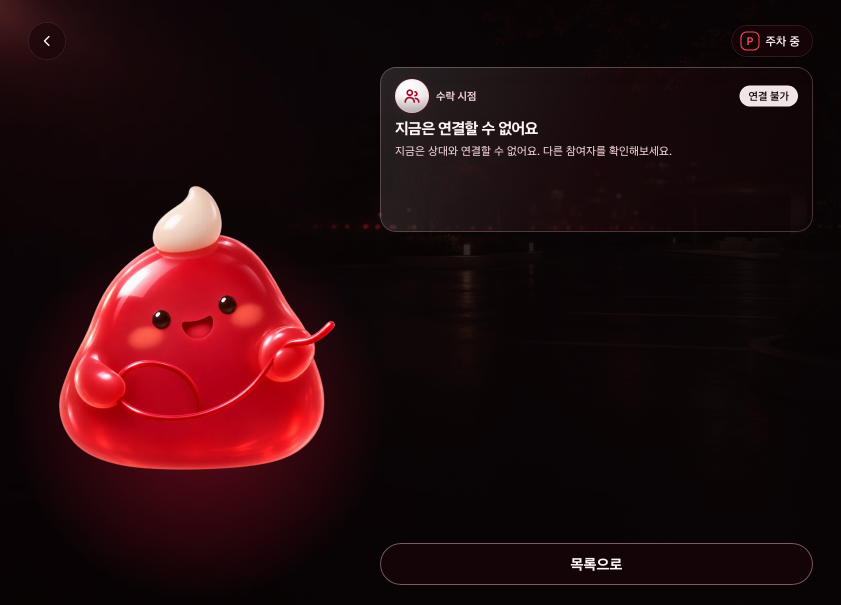 P 주차 중
수락 시점
연결 불가
지금은 연결할 수 없어요
지금은 상대와 연결할 수 없어요. 다른 참여자를 확인해보세요.
목록으로